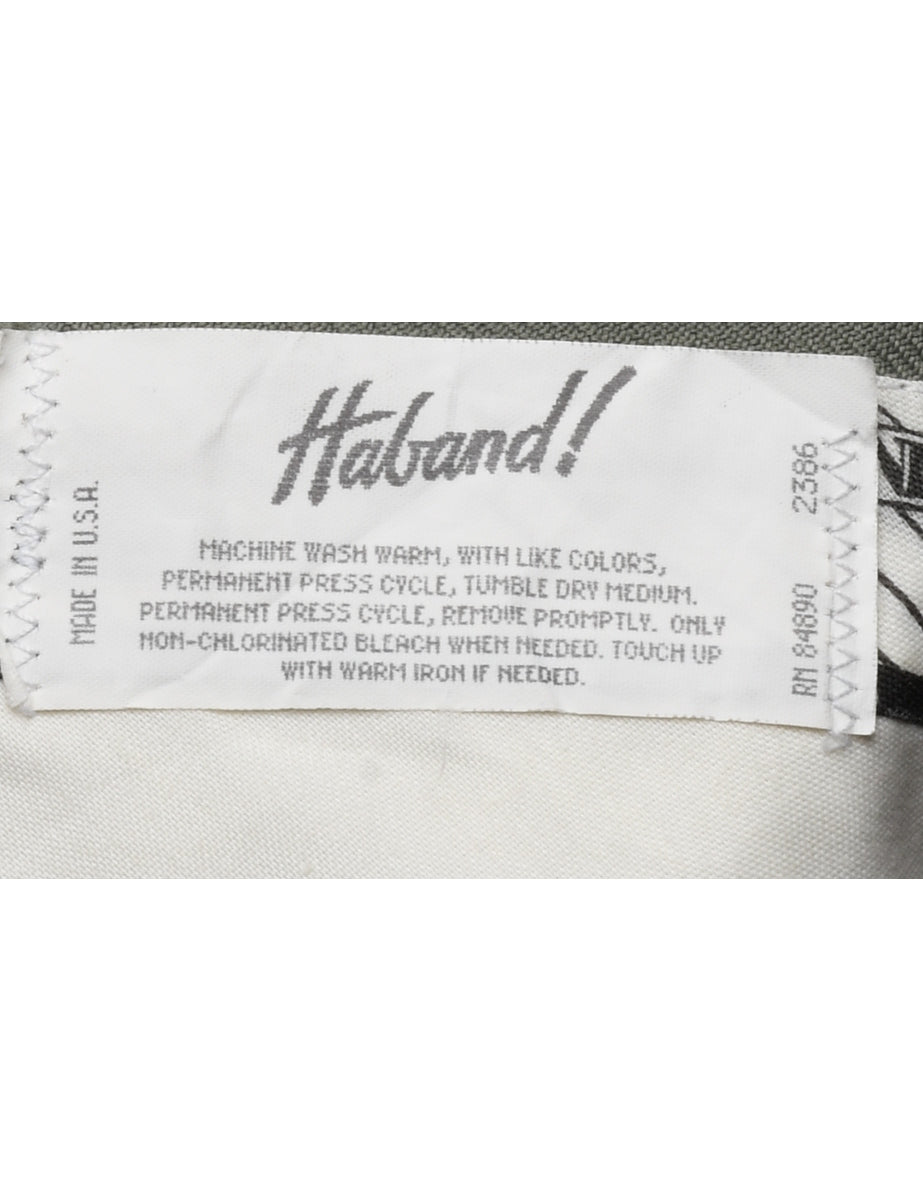 Haband!
MADE IN U.S.A.
MACHINE WASH WARM, WITH LIKE COLORS,
PERMANENT PRESS CYCLE, TUMBLE DRY MEDIUM.
PERMANENT PRESS CYCLE, REMOVE PROMPTLY. ONLY
NON-CHLORINATED BLEACH WHEN NEEDED. TOUCH UP
WITH WARM IRON IF NEEDED.
RN 84890 2386